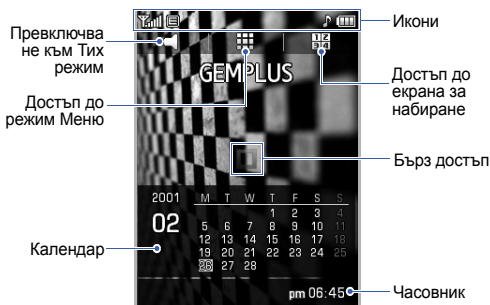 Икони
Превключва
не към Тих
режим
Достъп до
режим Меню
12
34
GEMPLUS
Достъп до
екрана за
набиране
Бърз достъп
2001
02
M T W T F S S
1 2 3 4
5 6 7 8 9 10 11
12 13 14 15 16 17 18
19 20 21 22 23 24 25
26 27 28
Календар
pm 06:45
Часовник